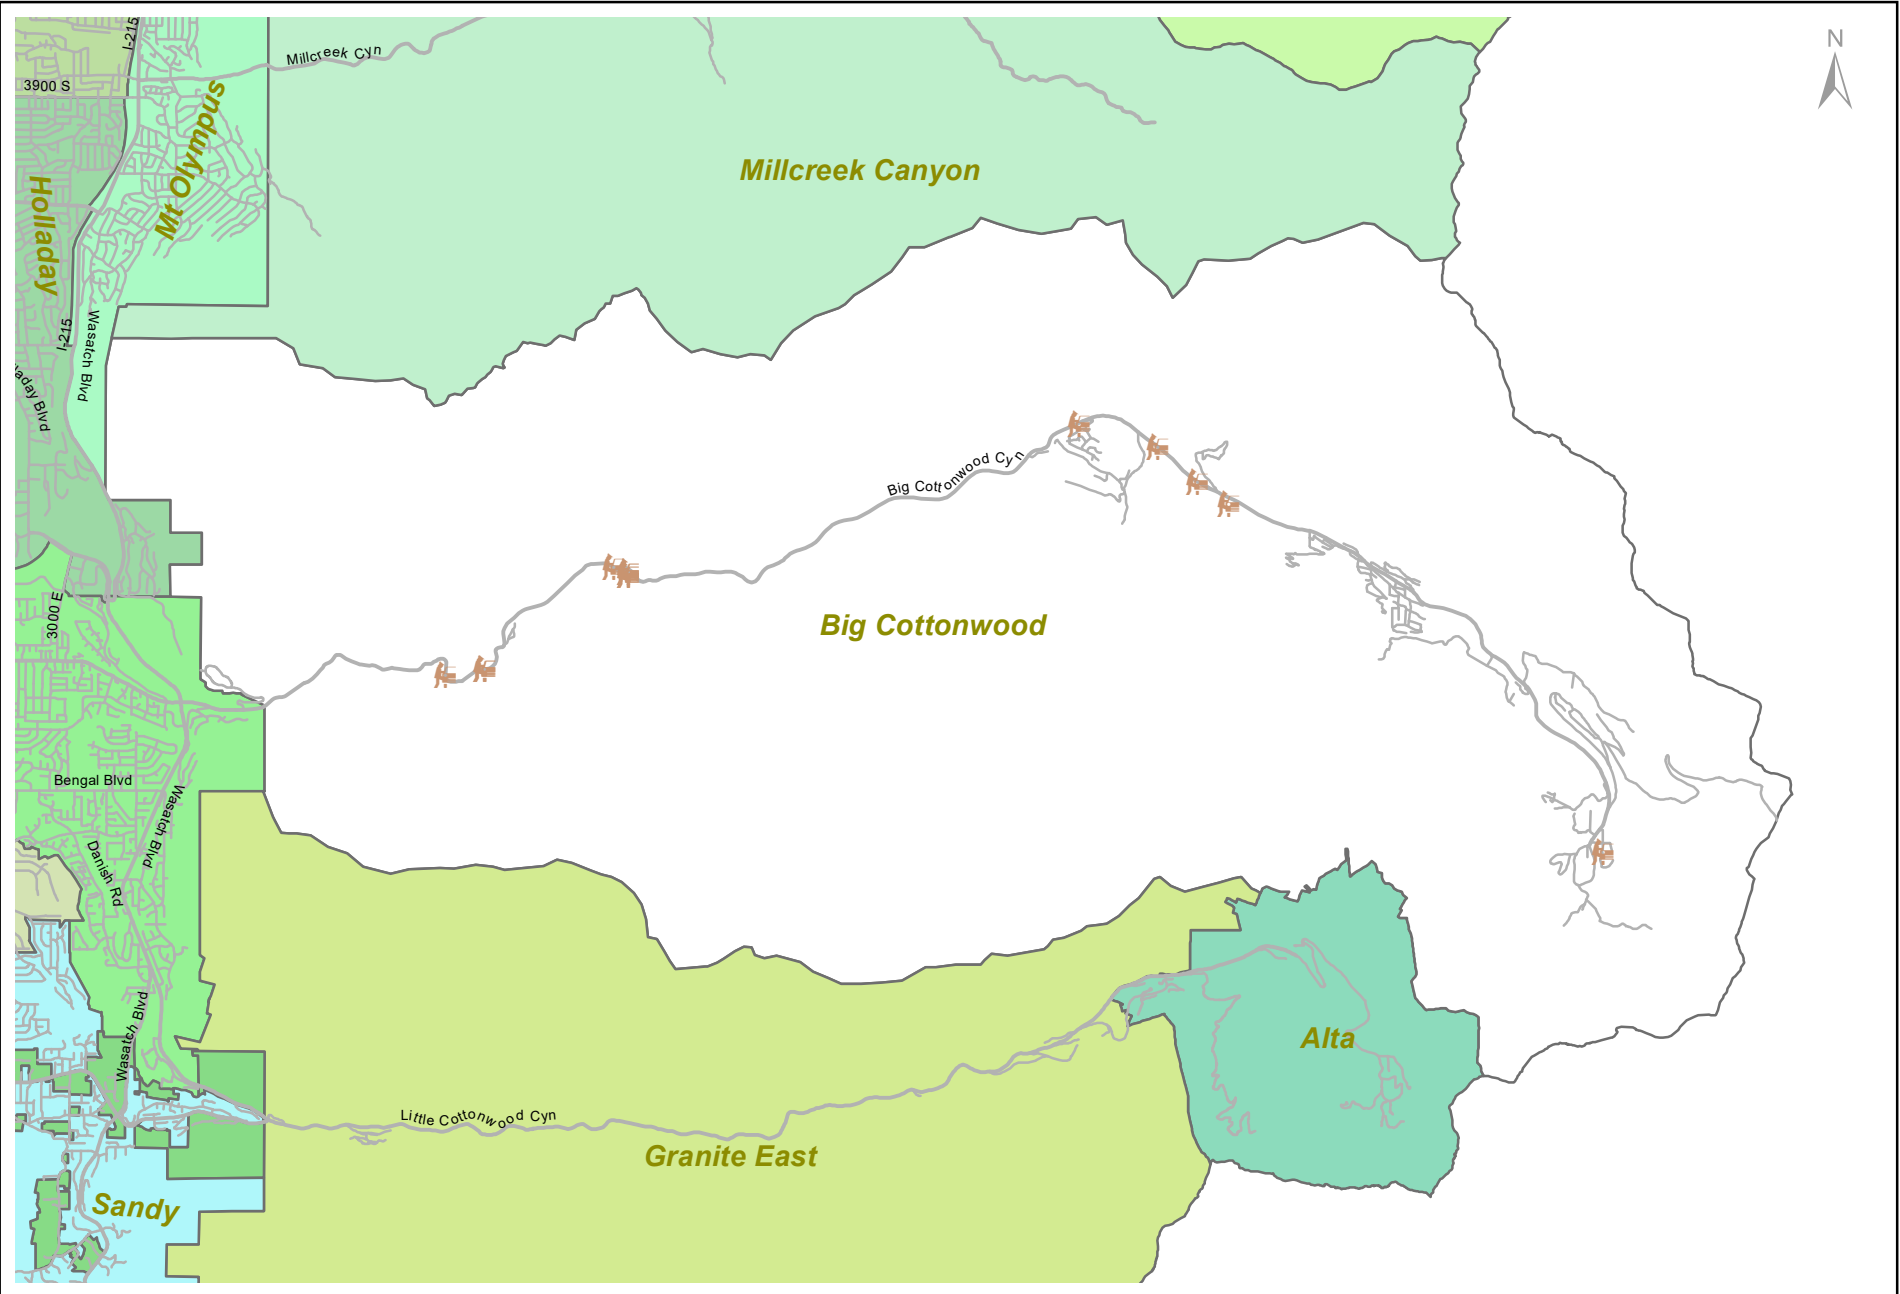 I-215
N
Millcreek Cyn
3900 S
Mt Olympus
Millcreek Canyon
Holladay
I-215
Wasatch Blvd
aday Blvd
Big Cottonwood Cyn
3000 E
Big Cottonwood
Bengal Blvd
Wasatch Blvd
Danish Rd
Wasatch Blvd
Alta
Little Cottonwood Cyn
Granite East
Sandy